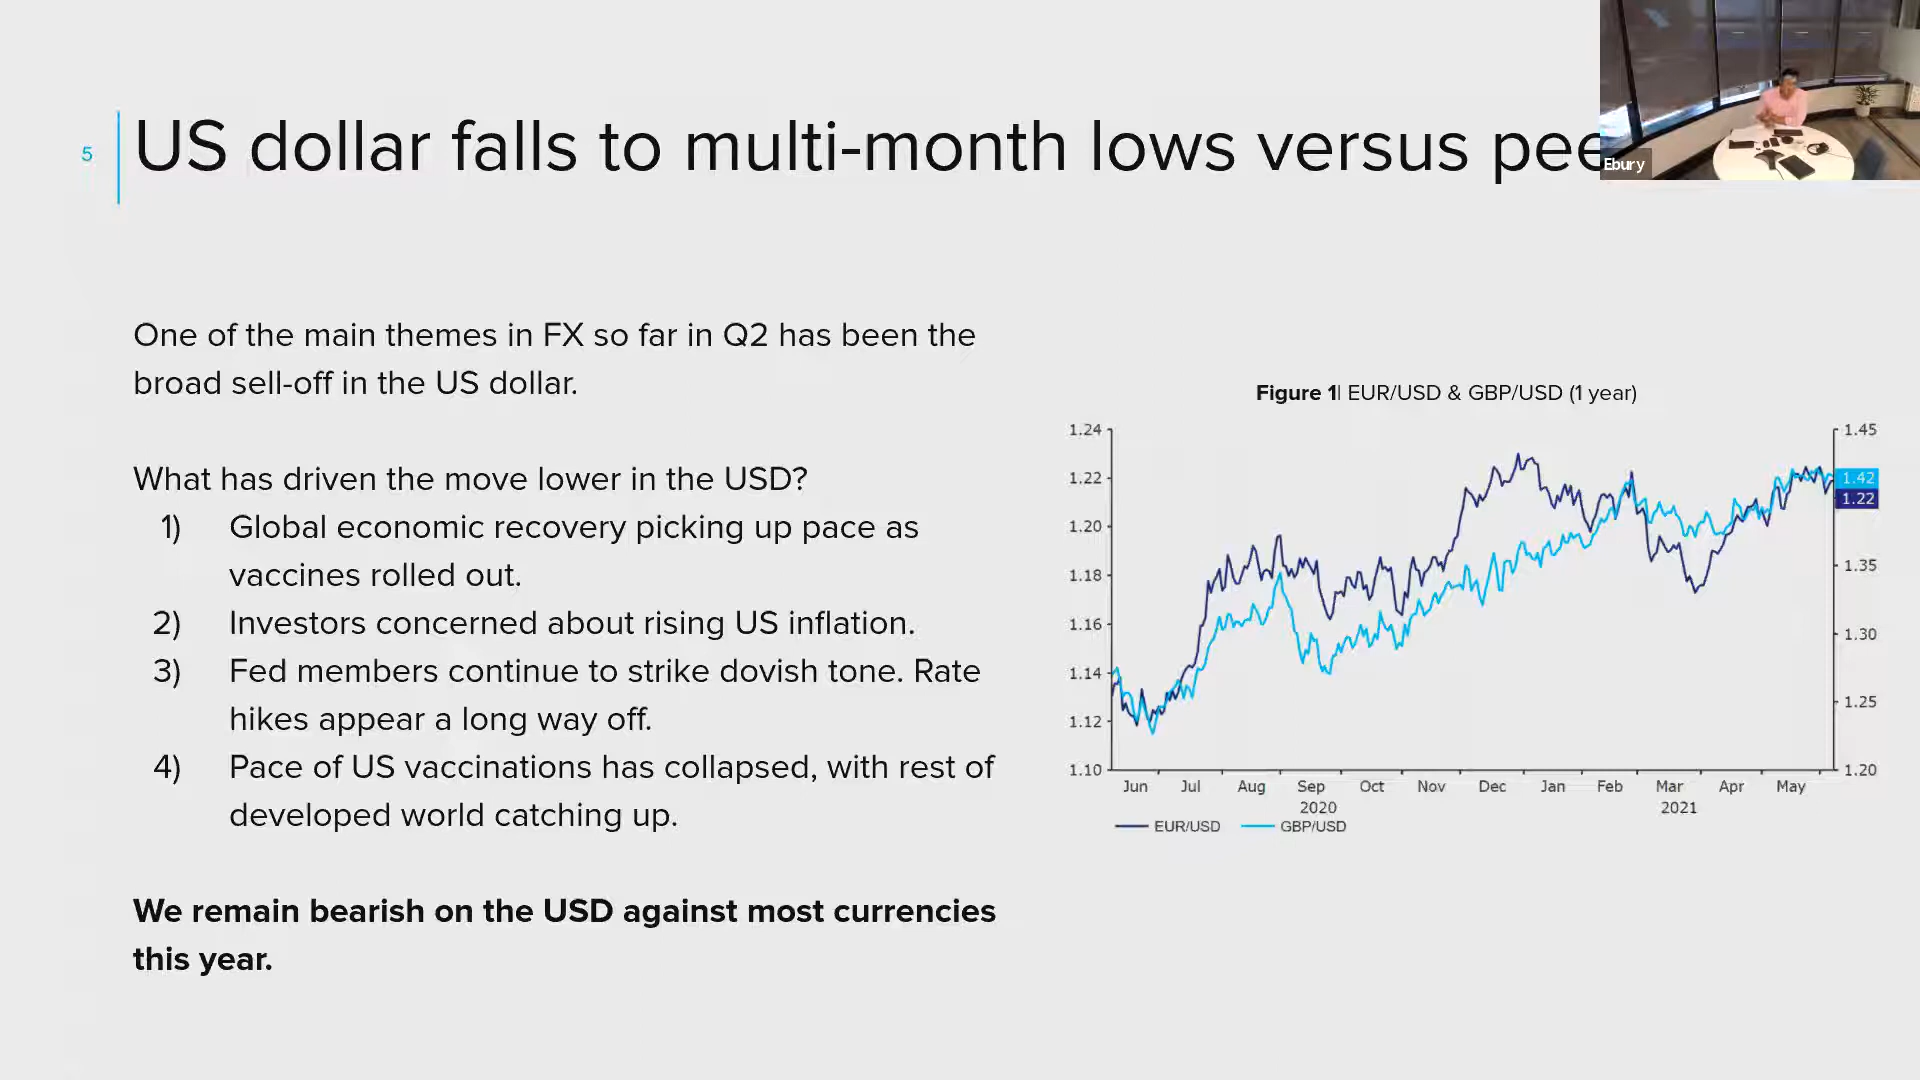 5
US dollar falls to multi-month lows versus
Ebury
One of the main themes in FX so far in Q2 has been the
broad sell-off in the US dollar.
What has driven the move lower in the USD?
1) Global economic recovery picking up pace as
vaccines rolled out.
2) Investors concerned about rising US inflation.
3) Fed members continue to strike dovish tone. Rate
hikes appear a long way off.
4) Pace of US vaccinations has collapsed, with rest of
developed world catching up.
We remain bearish on the USD against most currencies
this year.
Figure 1| EUR/USD & GBP/USD (1 year)
1.24
1.22
1.20
1.18
1.16
1.14
1.12
1.10
1.45
1.42
1.22
1.35
1.30
1.25
1.20
Jun Jul Aug Sep Oct Nov Dec Jan Feb Mar Apr May
2020 2021
EUR/USD GBP/USD